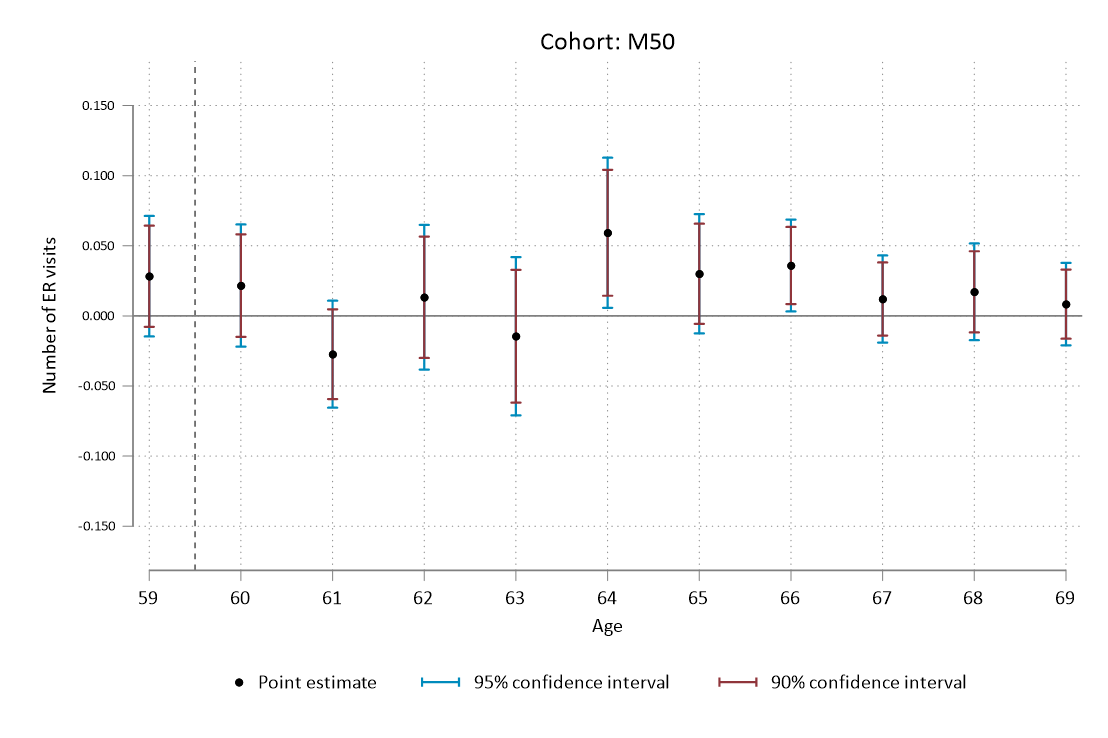 Cohort: M50
0.150
0.100
0.050
0.000
-0.050
-0.100
-0.150
Number of ER visits
59 60 61 62 63 64 65 66 67 68 69
Age
Point estimate 95% confidence interval 90% confidence interval